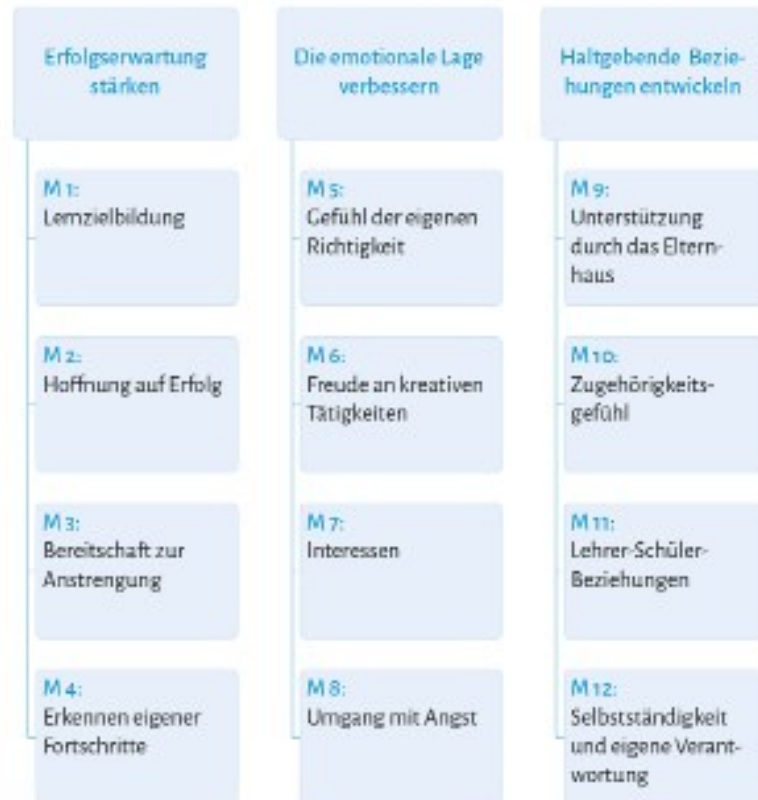 Erfolgserwartung
stärken
M 1:
Lernzielbildung
M 2:
Hoffnung auf Erfolg
M 3:
Bereitschaft zur
Anstrengung
M 4:
Erkennen eigener
Fortschritte
Die emotionale Lage
verbessern
M 5:
Gefühl der eigenen
Richtigkeit
M 6:
Freude an kreativen
Tätigkeiten
M 7:
Interessen
M 8:
Umgang mit Angst
Haltgebende Bezie-
hungen entwickeln
M 9:
Unterstützung
durch das Eltern-
haus
M 10:
Zugehörigkeits-
gefühl
M 11:
Lehrer-Schüler-
Beziehungen
M 12:
Selbstständigkeit
und eigene Verant-
wortung